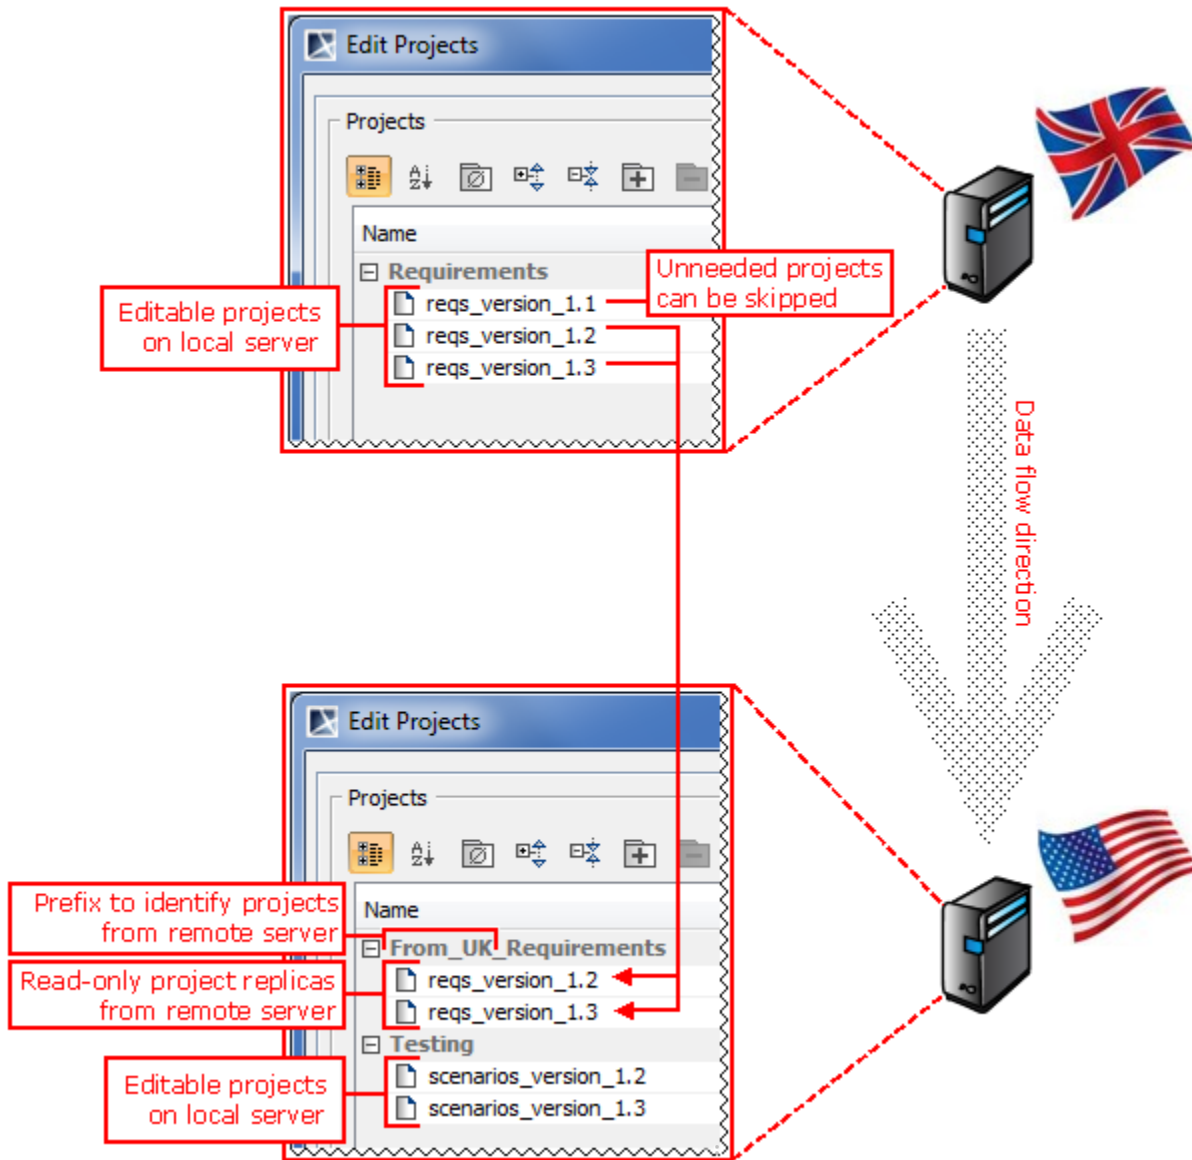 Edit Projects
Projects
Name
Requirements
reqs_version_1.1
reqs_version_1.2
reqs_version_1.3
Editable projects
on local server
Unneeded projects
can be skipped
Data flow direction
Edit Projects
Projects
Name
Prefix to identify projects
from remote server
From_UK_Requirements
Read-only project replicas
from remote server
reqs_version_1.2
reqs_version_1.3
Testing
Editable projects
on local server
scenarios_version_1.2
scenarios_version_1.3